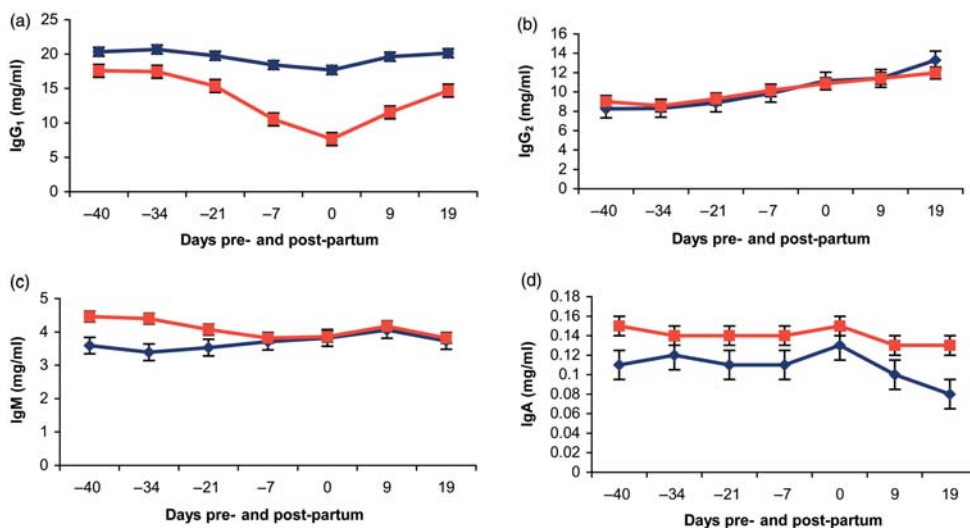 (a)
25
20
15
10
5
0
IgG₁ (mg/ml)
–40 –34 –21 –7 0 9 19
Days pre- and post-partum
(b)
16
14
12
10
8
6
4
2
0
IgG₂ (mg/ml)
–40 –34 –21 –7 0 9 19
Days pre- and post-partum
(c)
5
4
3
2
1
0
IgM (mg/ml)
–40 –34 –21 –7 0 9 19
Days pre- and post-partum
(d)
0.18
0.16
0.14
0.12
0.1
0.08
0.06
0.04
0.02
0
IgA (mg/ml)
–40 –34 –21 –7 0 9 19
Days pre- and post-partum